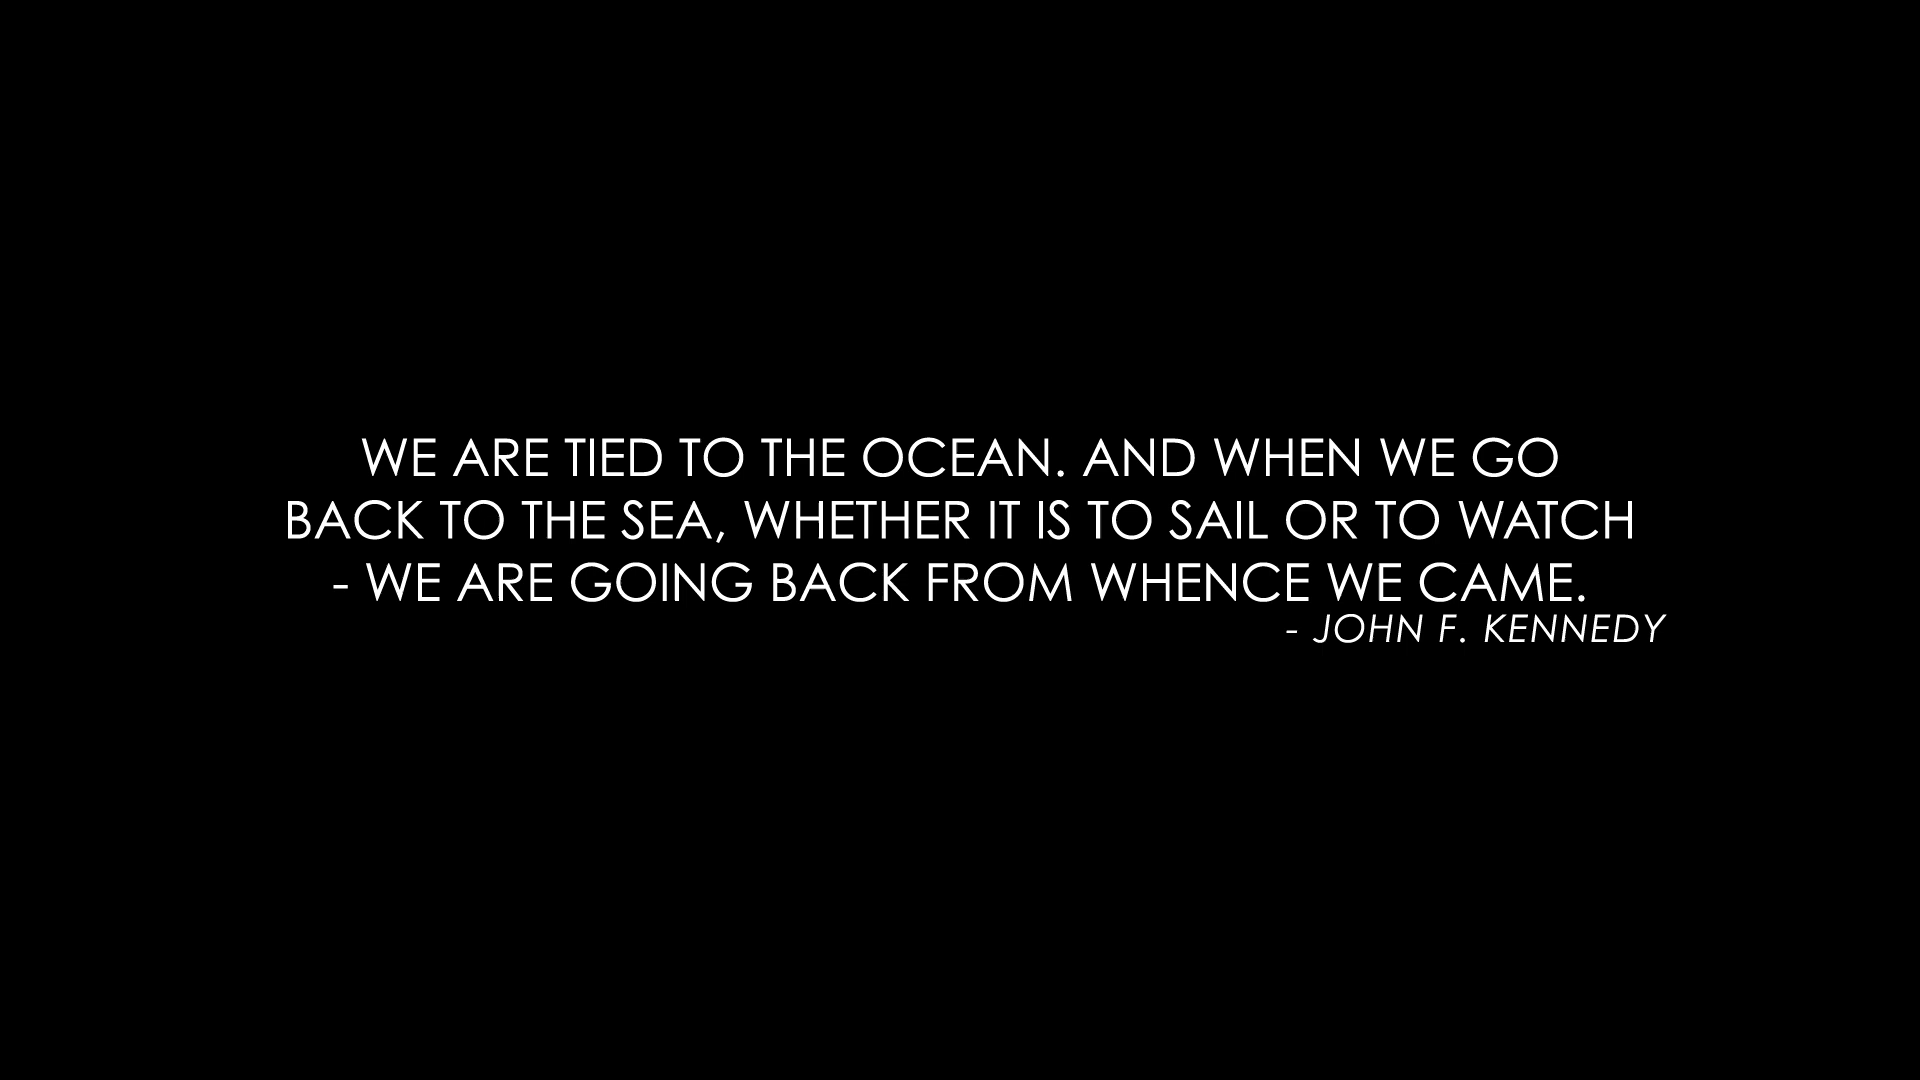 WE ARE TIED TO THE OCEAN. AND WHEN WE GO
BACK TO THE SEA, WHETHER IT IS TO SAIL OR TO WATCH
- WE ARE GOING BACK FROM WHENCE WE CAME.
- JOHN F. KENNEDY